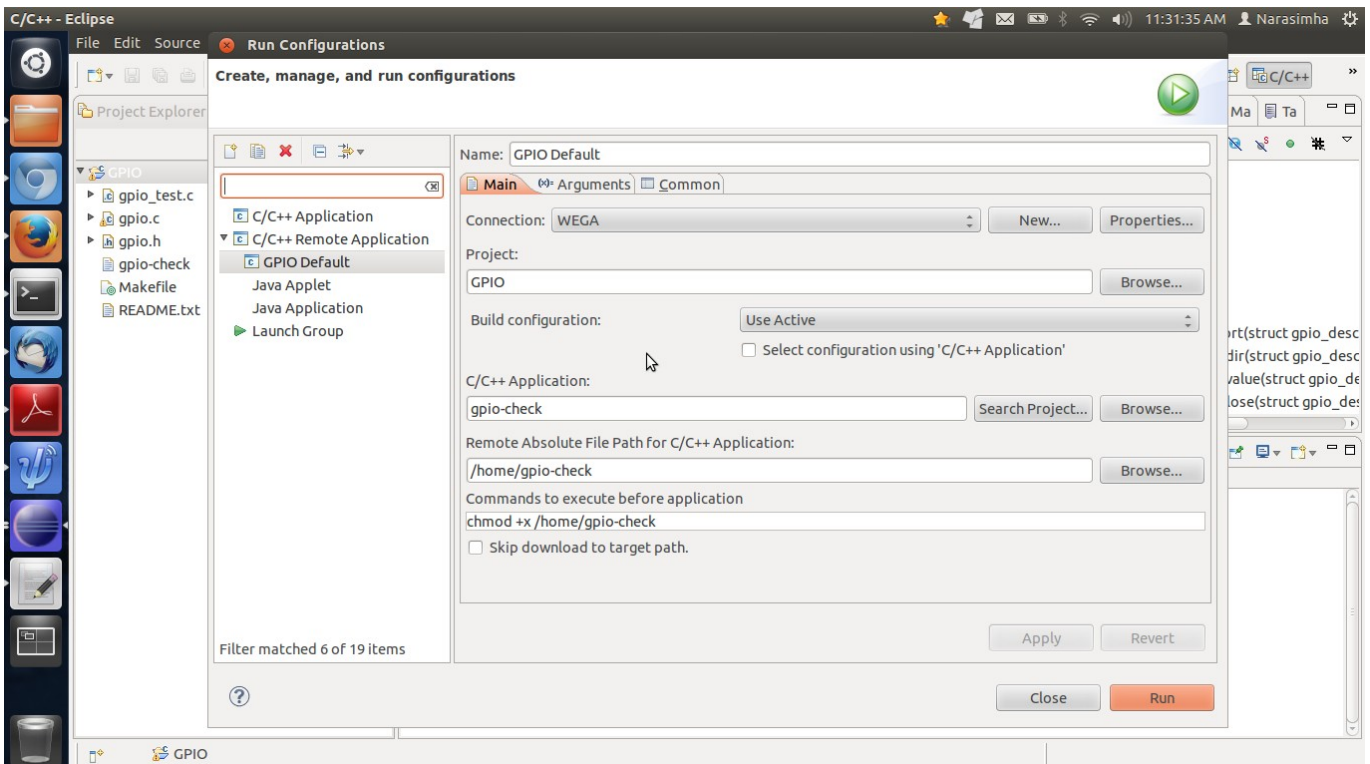 C/C++ - Eclipse
11:31:35 AM Narasimha
File Edit Source
Run Configurations
Create, manage, and run configurations
C/C++
»
Project Explorer
Ma Ta
GPIO
gpio_test.c
gpio.c
gpio.h
gpio-check
Makefile
README.txt
C/C++ Application
C/C++ Remote Application
GPIO Default
Java Applet
Java Application
Launch Group
Filter matched 6 of 19 items
Name: GPIO Default
Main Arguments Common
Connection: WEGA New... Properties...
Project:
GPIO Browse...
Build configuration: Use Active
Select configuration using 'C/C++ Application'
C/C++ Application:
gpio-check Search Project... Browse...
Remote Absolute File Path for C/C++ Application:
/home/gpio-check Browse...
Commands to execute before application
chmod +x /home/gpio-check
Skip download to target path.
Apply Revert
? Close Run
ort(struct gpio_desc
dir(struct gpio_desc
value(struct gpio_de
lose(struct gpio_des
GPIO